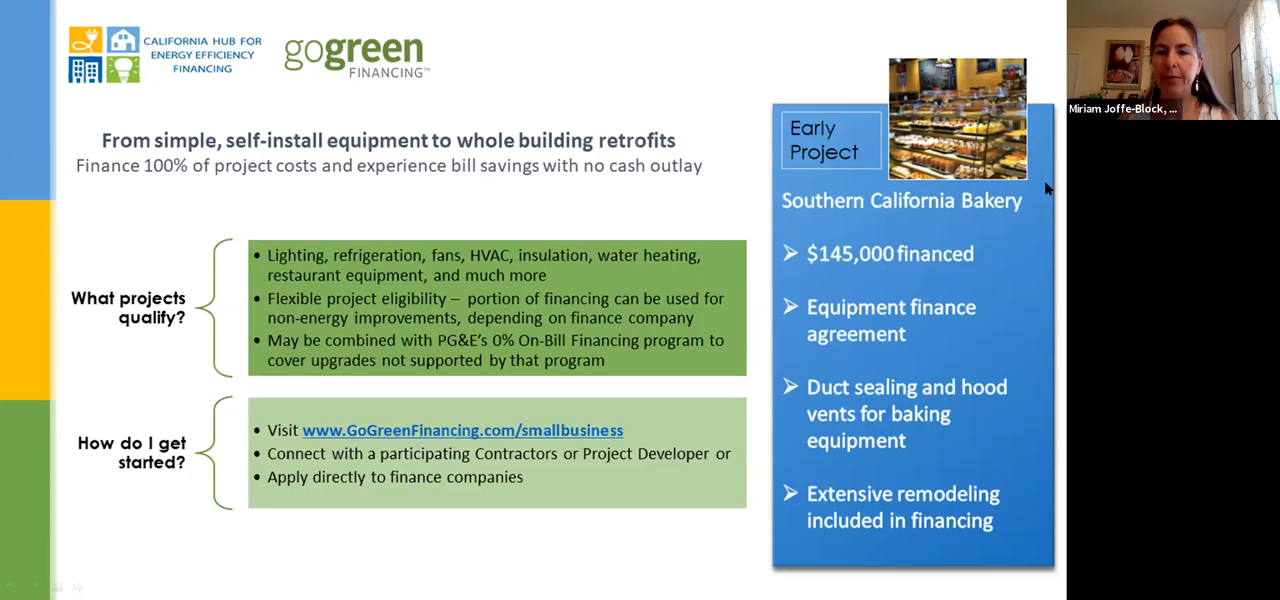 CALIFORNIA HUB FOR
ENERGY EFFICIENCY
FINANCING
gogreen
FINANCING™
From simple, self-install equipment to whole building retrofits
Finance 100% of project costs and experience bill savings with no cash outlay
What projects
qualify?
• Lighting, refrigeration, fans, HVAC, insulation, water heating,
restaurant equipment, and much more
• Flexible project eligibility – portion of financing can be used for
non-energy improvements, depending on finance company
• May be combined with PG&E's 0% On-Bill Financing program to
cover upgrades not supported by that program
How do I get
started?
• Visit www.GoGreenFinancing.com/smallbusiness
• Connect with a participating Contractors or Project Developer or
• Apply directly to finance companies
Early
Project
Southern California Bakery
➢ $145,000 financed
➢ Equipment finance
agreement
➢ Duct sealing and hood
vents for baking
equipment
➢ Extensive remodeling
included in financing
Miriam Joffe-Block, ...